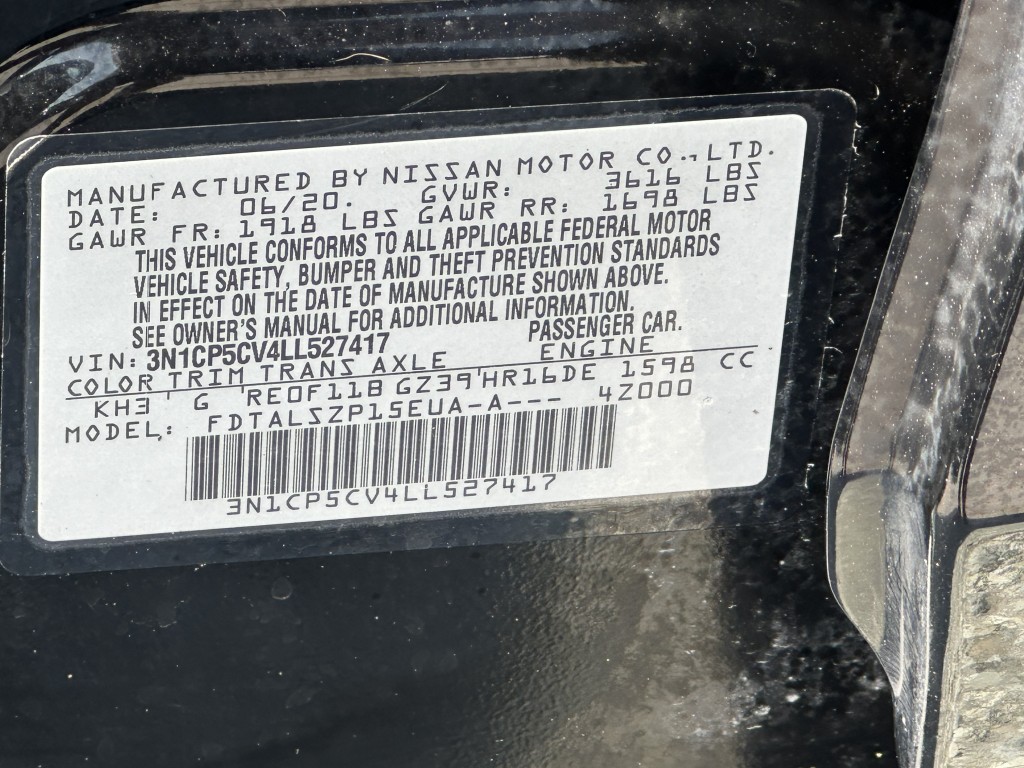 MANUFACTURED BY NISSAN MOTOR CO., LTD.
DATE: 06/20. GVWR: 3616 LBS
GAWR FR: 1918 LBS GAWR RR: 1698 LBS
THIS VEHICLE CONFORMS TO ALL APPLICABLE FEDERAL MOTOR
VEHICLE SAFETY, BUMPER AND THEFT PREVENTION STANDARDS
IN EFFECT ON THE DATE OF MANUFACTURE SHOWN ABOVE.
SEE OWNER'S MANUAL FOR ADDITIONAL INFORMATION.
VIN: 3N1CP5CV4LL527417 PASSENGER CAR.
COLOR TRIM TRANS AXLE ENGINE
KH3 G RE0F11B GZ39 HR16DE 1598 CC
MODEL: FDTALSZP15EUA-A--- 4Z000
3N1CP5CV4LL527417